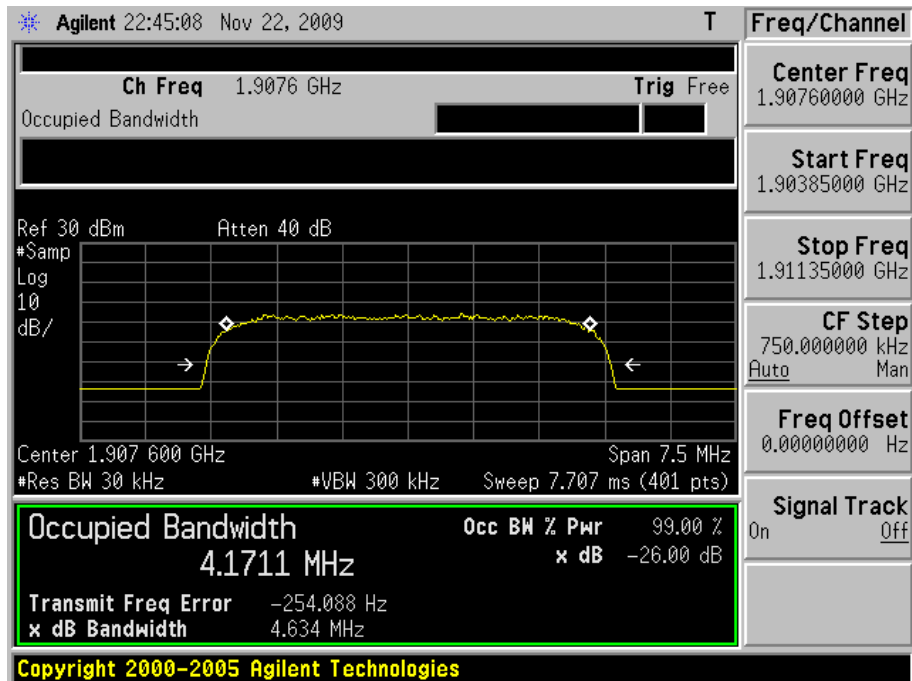 Agilent 22:45:08 Nov 22, 2009 T
Ch Freq 1.9076 GHz Trig Free
Occupied Bandwidth
Ref 30 dBm Atten 40 dB
#Samp
Log
10
dB/
Center 1.907 600 GHz Span 7.5 MHz
#Res BW 30 kHz #VBW 300 kHz Sweep 7.707 ms (401 pts)
Occupied Bandwidth Occ BW % Pwr 99.00 %
4.1711 MHz x dB -26.00 dB
Transmit Freq Error -254.088 Hz
x dB Bandwidth 4.634 MHz
Copyright 2000-2005 Agilent Technologies
Freq/Channel
Center Freq
1.90760000 GHz
Start Freq
1.90385000 GHz
Stop Freq
1.91135000 GHz
CF Step
750.000000 kHz
Auto Man
Freq Offset
0.00000000 Hz
Signal Track
On Off